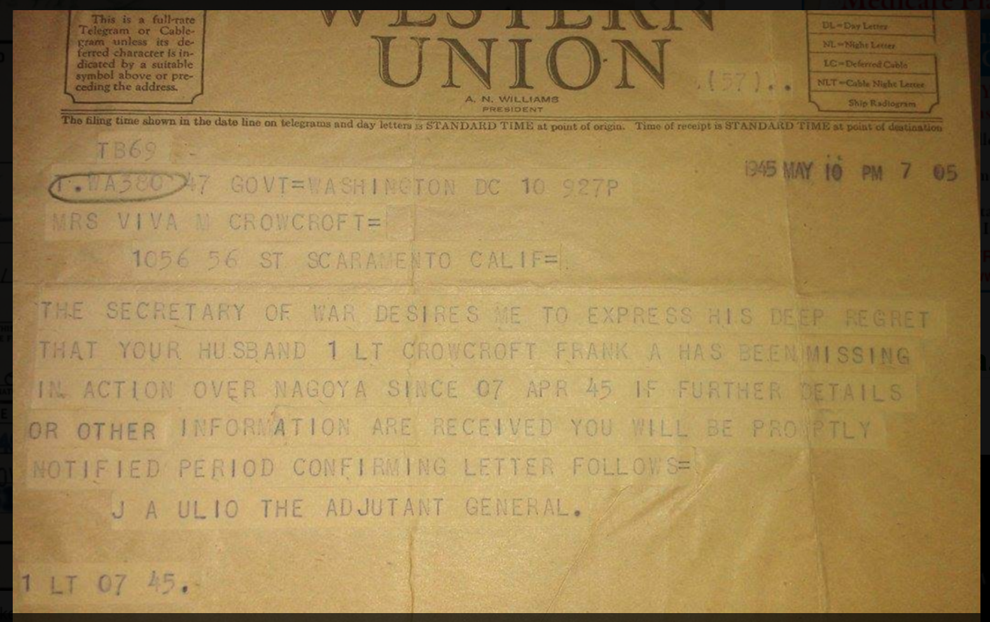 WESTERN
UNION
(57)..
A. N. WILLIAMS
PRESIDENT
This is a full-rate
Telegram or Cable-
gram unless its de-
ferred character is in-
dicated by a suitable
symbol above or pre-
ceding the address.
DL=Day Letter
NL=Night Letter
LC=Deferred Cable
NLT=Cable Night Letter
Ship Radiogram
The filing time shown in the date line on telegrams and day letters is STANDARD TIME at point of origin. Time of receipt is STANDARD TIME at point of destination
TB69
T.WA380 47 GOVT=WASHINGTON DC 10 927P
1945 MAY 10 PM 7 05
MRS VIVA M CROWCROFT=
1056 56 ST SCARAMENTO CALIF=
THE SECRETARY OF WAR DESIRES ME TO EXPRESS HIS DEEP REGRET
THAT YOUR HUSBAND 1 LT CROWCROFT FRANK A HAS BEEN MISSING
IN ACTION OVER NAGOYA SINCE 07 APR 45 IF FURTHER DETAILS
OR OTHER INFORMATION ARE RECEIVED YOU WILL BE PROMPTLY
NOTIFIED PERIOD CONFIRMING LETTER FOLLOWS=
J A ULIO THE ADJUTANT GENERAL.
1 LT 07 45.